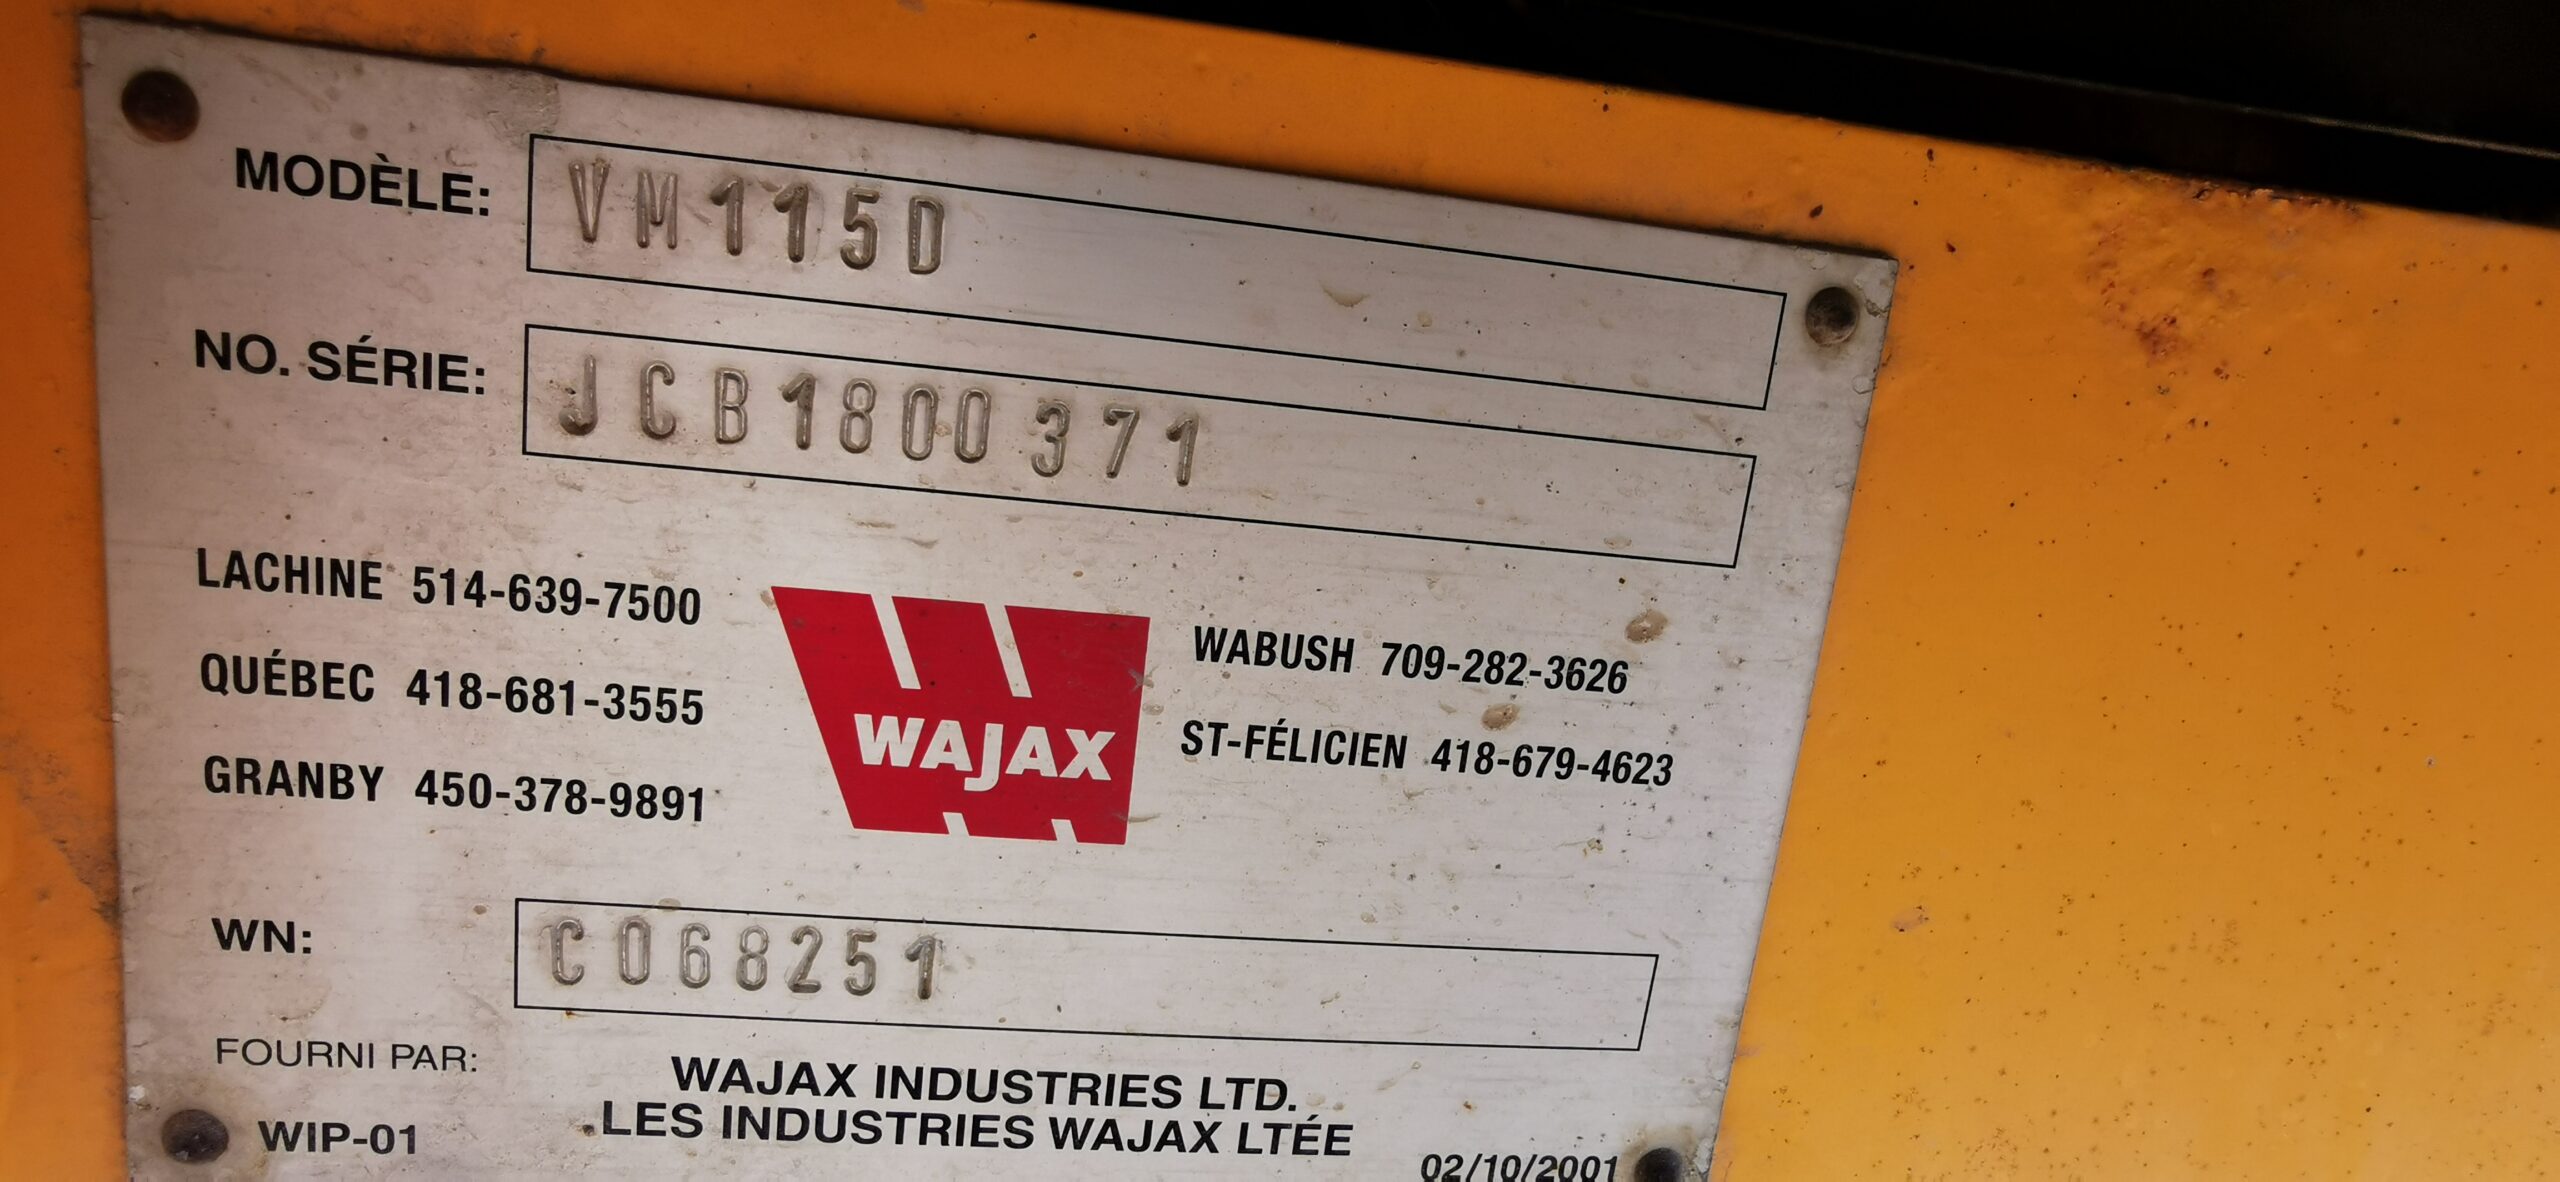 MODÈLE: VM115D
NO. SÉRIE: JCB1800371
LACHINE 514-639-7500
QUÉBEC 418-681-3555
GRANBY 450-378-9891
WAJAX
WABUSH 709-282-3626
ST-FÉLICIEN 418-679-4623
WN: C068251
FOURNI PAR: WAJAX INDUSTRIES LTD.
LES INDUSTRIES WAJAX LTÉE
WIP-01
02/10/2001